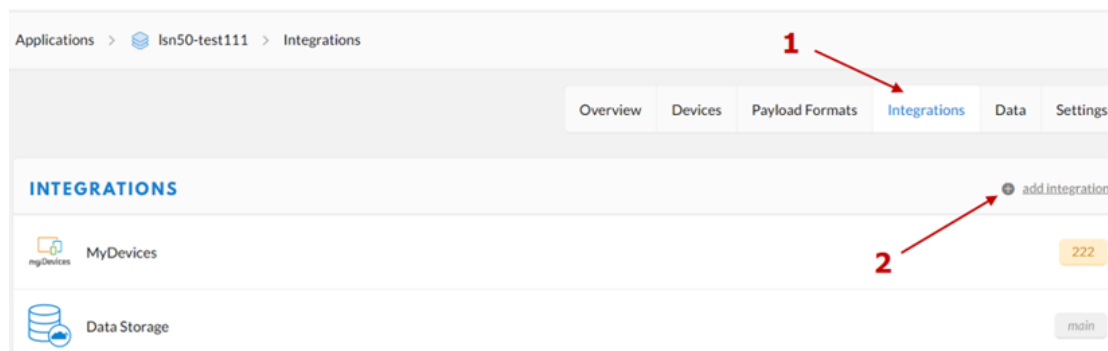 Applications > lsn50-test111 > Integrations
1
Overview Devices Payload Formats Integrations Data Settings
INTEGRATIONS
add integration
myDevices
MyDevices
222
2
Data Storage
main